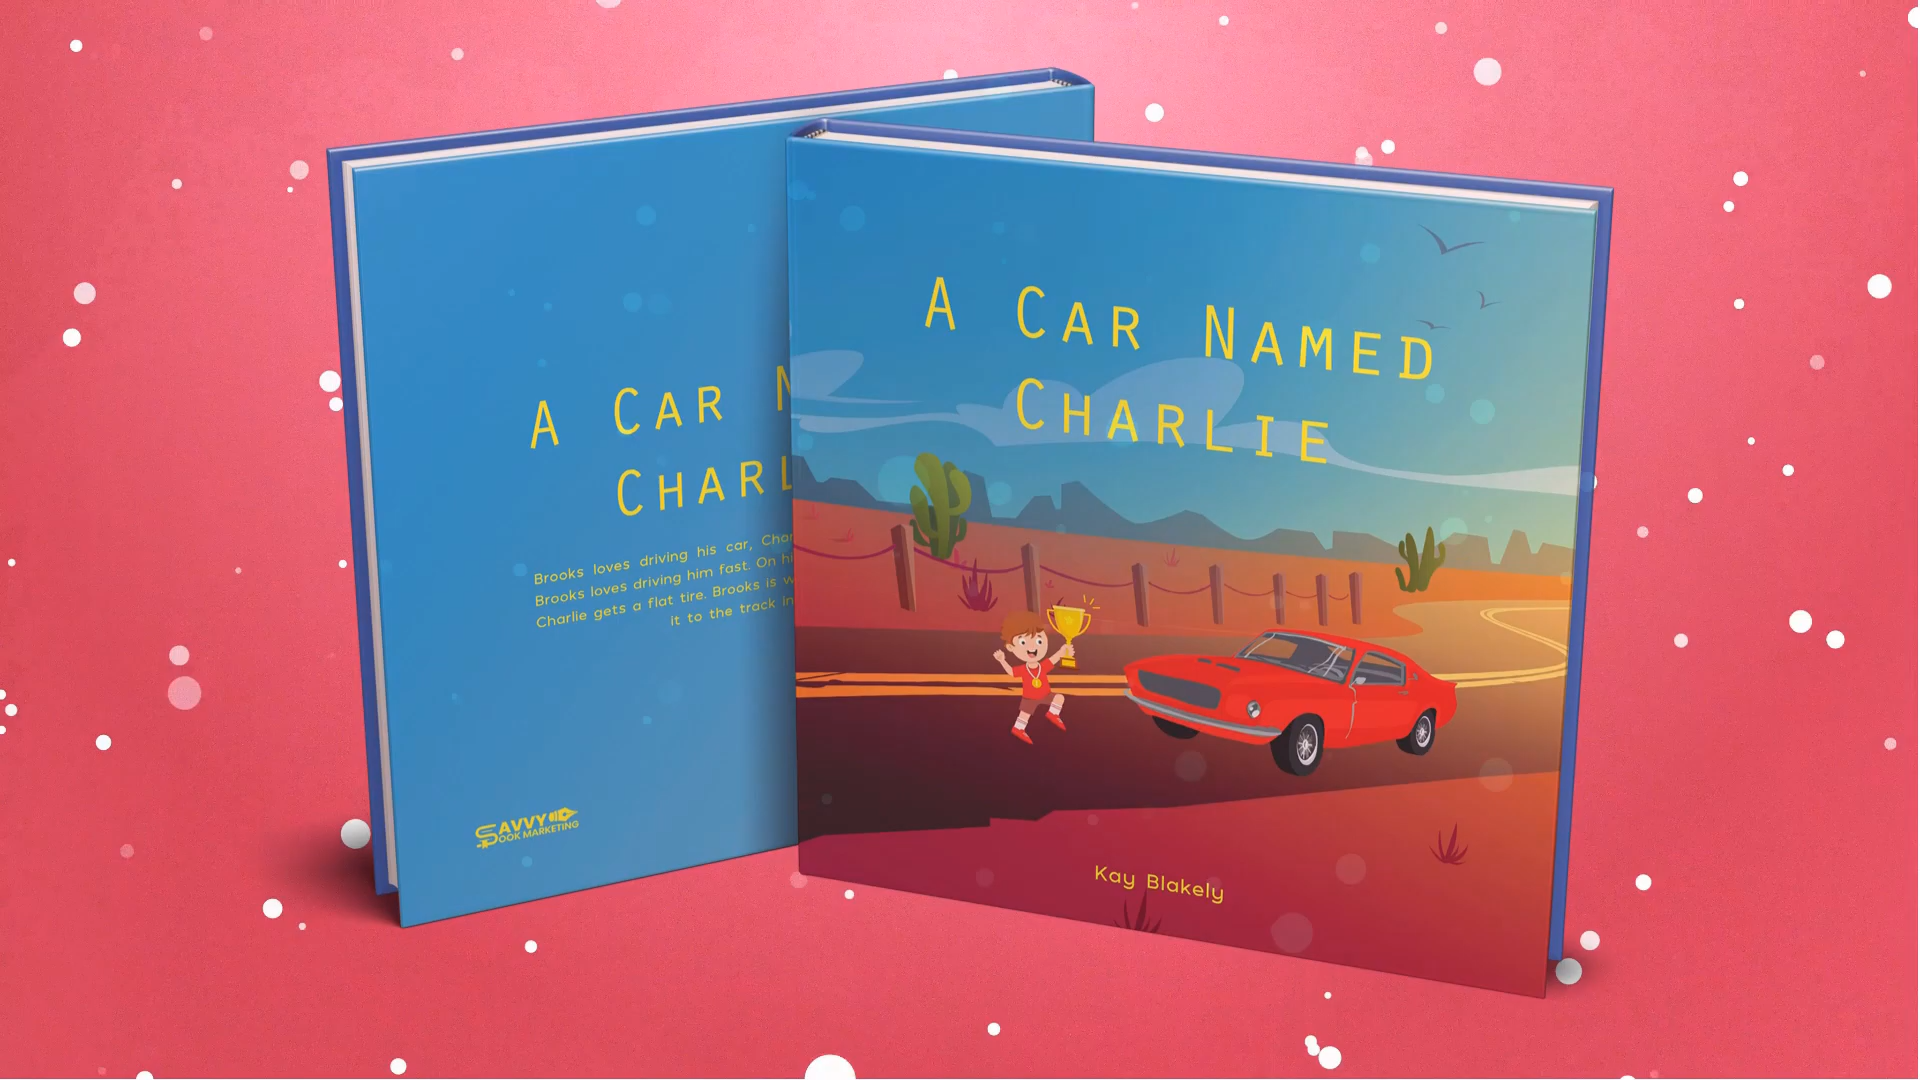 A CAR
CHARL
Brooks loves driving his car,
Brooks loves driving him fast. On
Charlie gets a flat tire. Brooks is
it to the track in
SAVVY
BOOK MARKETING
A CAR NAMED
CHARLIE
Kay Blakely